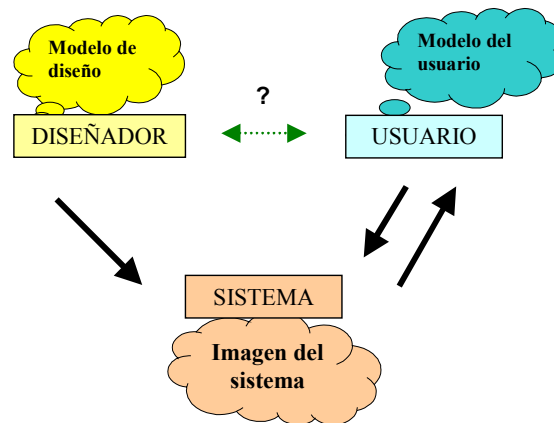 Modelo de
diseño
Modelo del
usuario
?
DISEÑADOR
USUARIO
SISTEMA
Imagen del
sistema